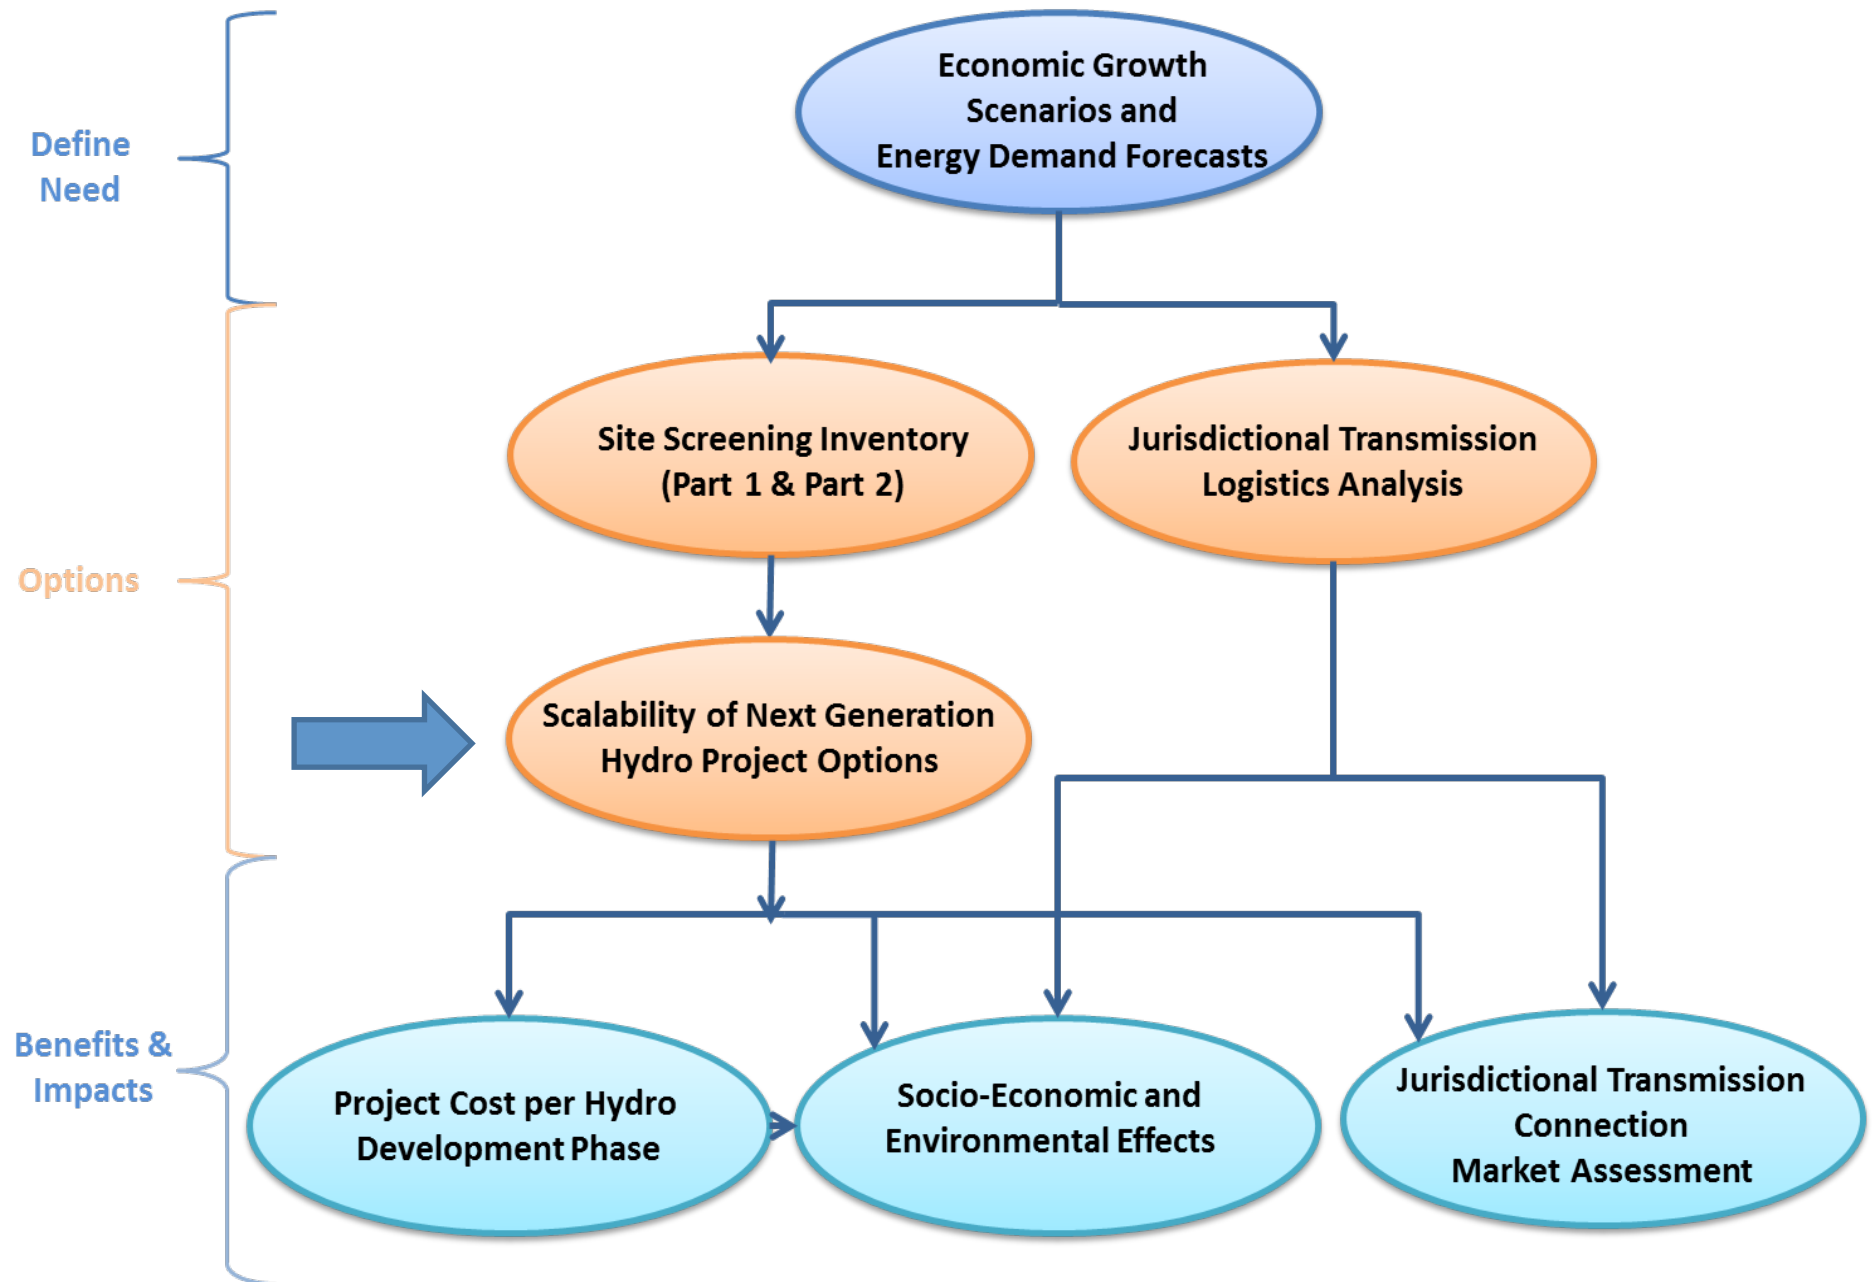 Economic Growth
Scenarios and
Energy Demand Forecasts
Define
Need
Site Screening Inventory
(Part 1 & Part 2)
Jurisdictional Transmission
Logistics Analysis
Options
Scalability of Next Generation
Hydro Project Options
Benefits &
Impacts
Project Cost per Hydro
Development Phase
Socio-Economic and
Environmental Effects
Jurisdictional Transmission
Connection
Market Assessment